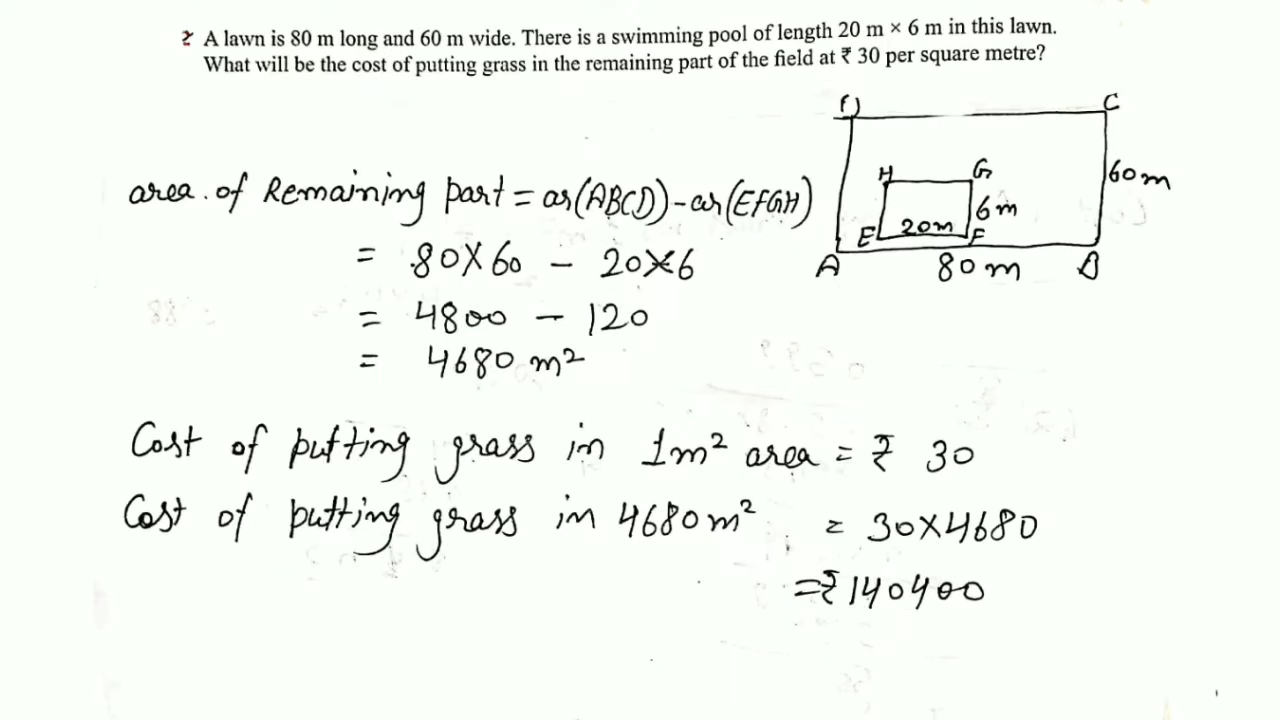 2 A lawn is 80 m long and 60 m wide. There is a swimming pool of length 20 m × 6 m in this lawn.
What will be the cost of putting grass in the remaining part of the field at ₹ 30 per square metre?
D C
H G 60m
area of Remaining part = ar(ABCD) - ar(EFGH)
6m
E 20m F
A 80m B
= 80 X 60 - 20 × 6
= 4800 - 120
= 4680 m²
Cost of putting grass in 1m² area = ₹ 30
Cost of putting grass in 4680 m² = 30X4680
= ₹ 140400